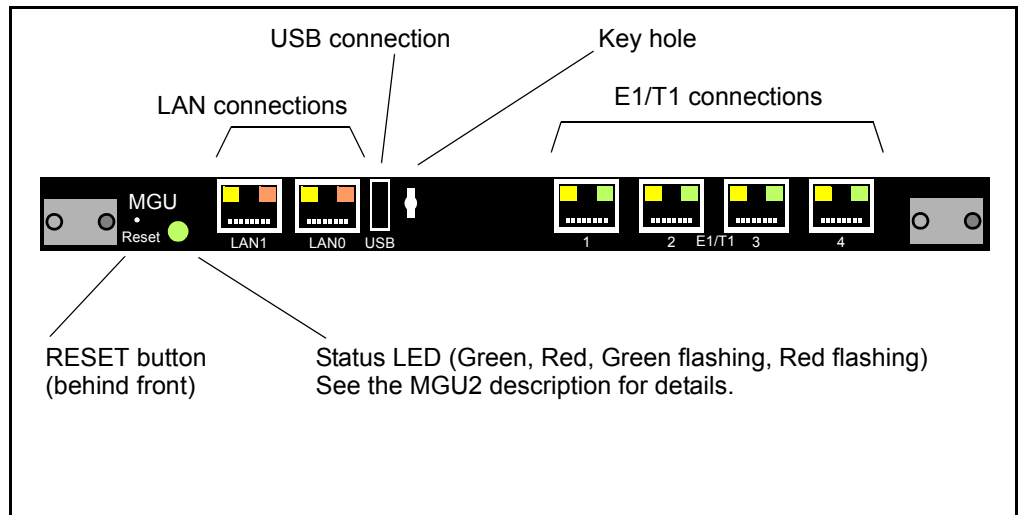 USB connection
Key hole
LAN connections
E1/T1 connections
MGU
Reset
LAN1
LAN0
USB
1
2
E1/T1
3
4
RESET button
(behind front)
Status LED (Green, Red, Green flashing, Red flashing)
See the MGU2 description for details.